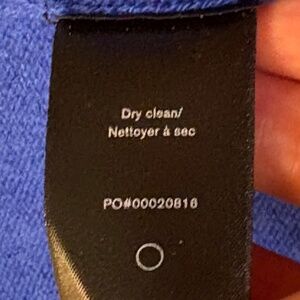 Dry clean/
Nettoyer à sec
PO#00020816